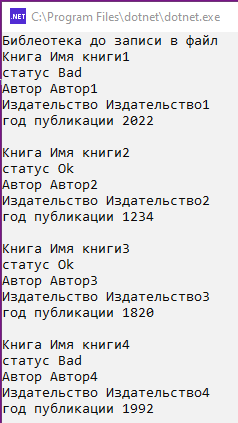 .NET C:\Program Files\dotnet\dotnet.exe
Библеотека до записи в файл
Книга Имя книги1
статус Bad
Автор Автор1
Издательство Издательство1
год публикации 2022
Книга Имя книги2
статус Ok
Автор Автор2
Издательство Издательство2
год публикации 1234
Книга Имя книги3
статус Ok
Автор Автор3
Издательство Издательство3
год публикации 1820
Книга Имя книги4
статус Bad
Автор Автор4
Издательство Издательство4
год публикации 1992